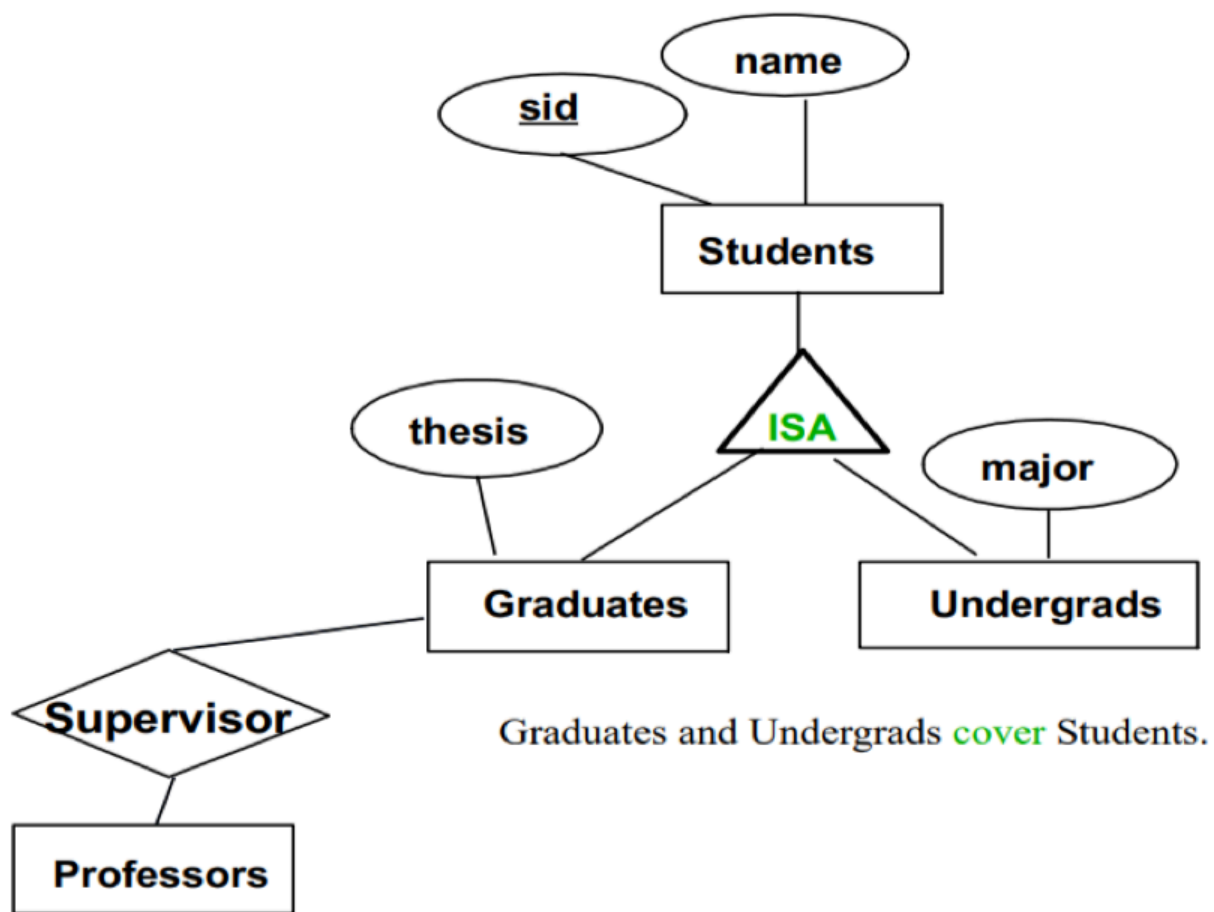 name
sid
Students
ISA
thesis
major
Graduates
Undergrads
Supervisor
Graduates and Undergrads cover Students.
Professors